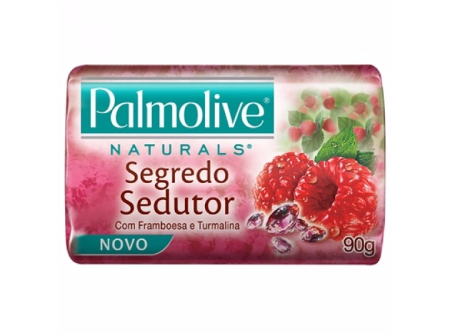 Palmolive®
NATURALS®
Segredo
Sedutor
Com Framboesa e Turmalina
NOVO
90g